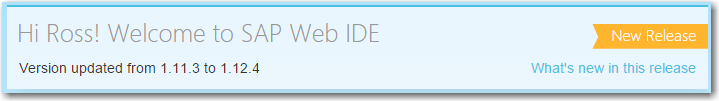 Hi Ross! Welcome to SAP Web IDE
New Release
Version updated from 1.11.3 to 1.12.4
What's new in this release